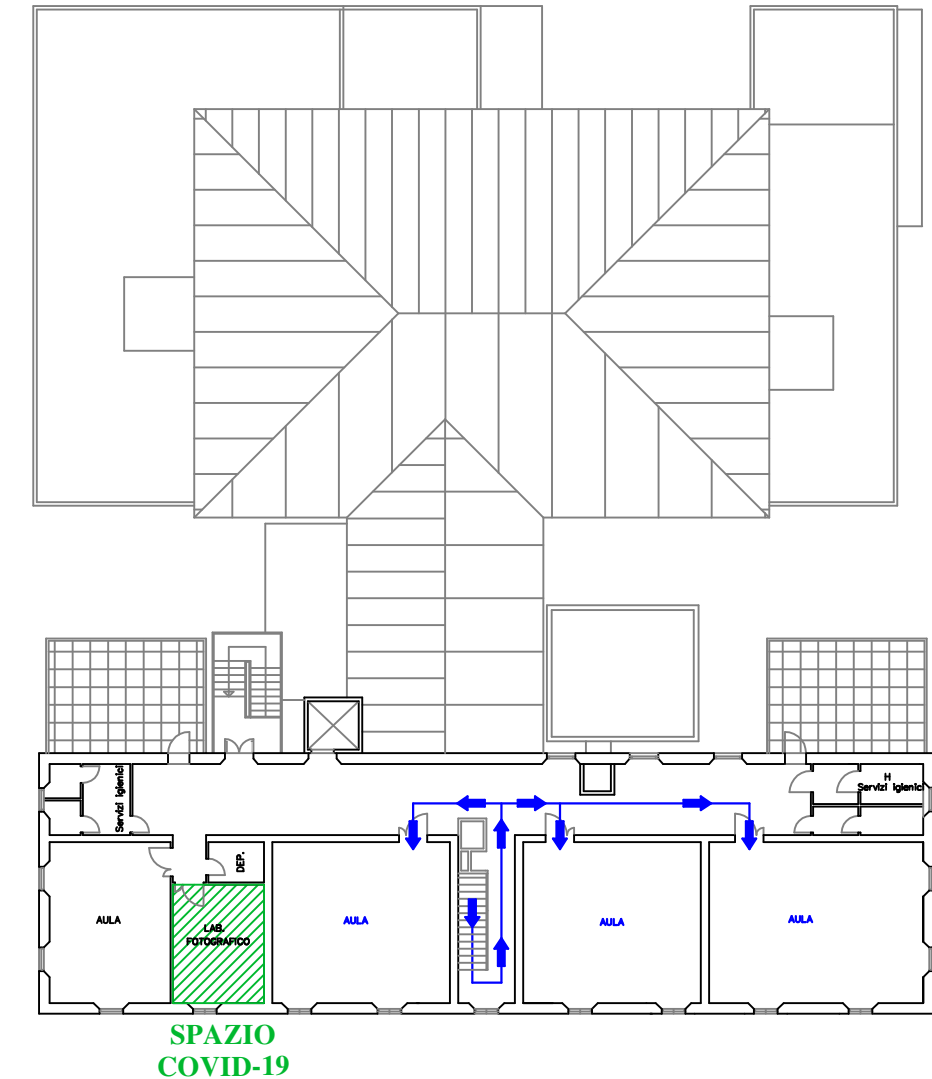 Servizi igienici
H
Servizi igienici
DEP.
AULA
LAB.
FOTOGRAFICO
AULA
AULA
AULA
SPAZIO
COVID-19